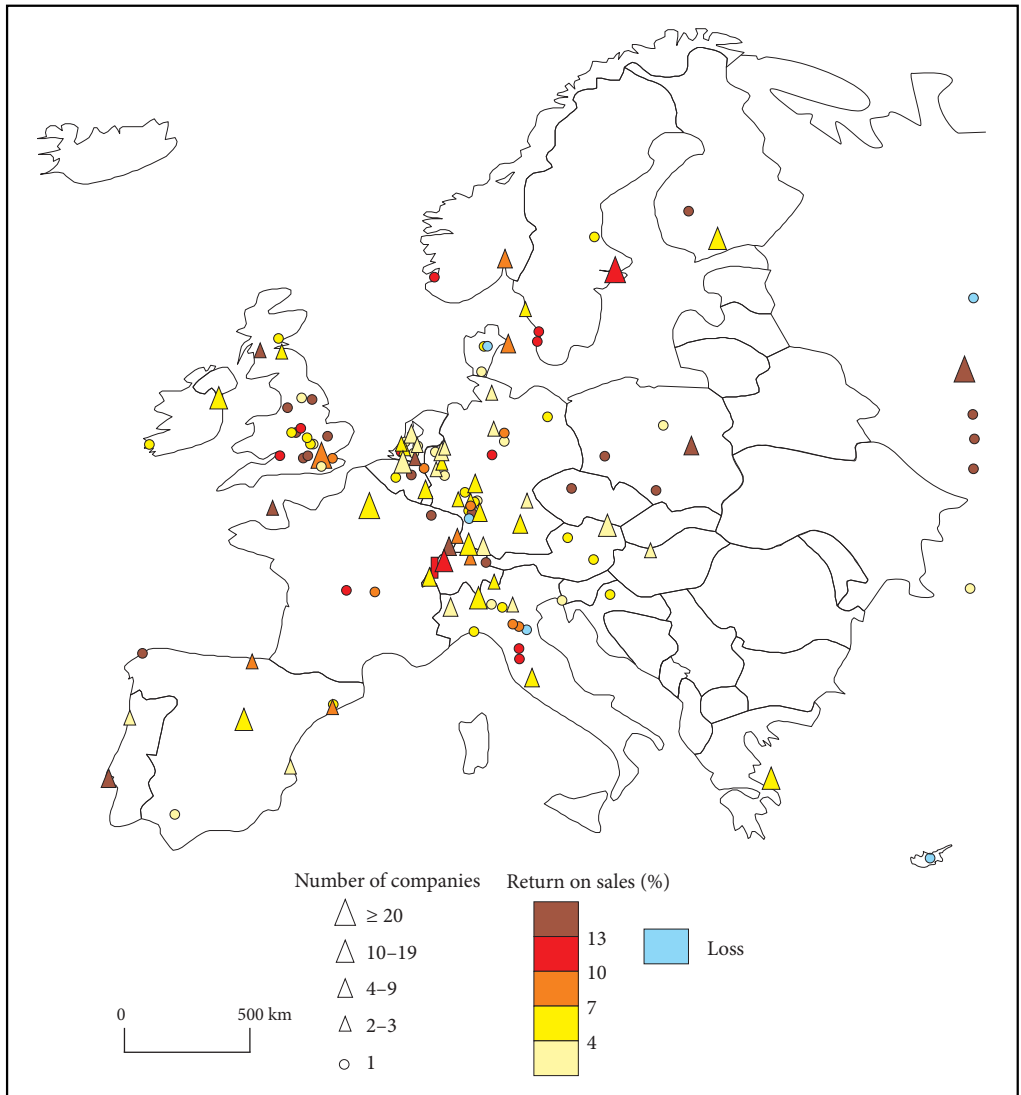 Number of companies
≥ 20
10–19
4–9
2–3
1
Return on sales (%)
13
10
7
4
Loss
0 500 km